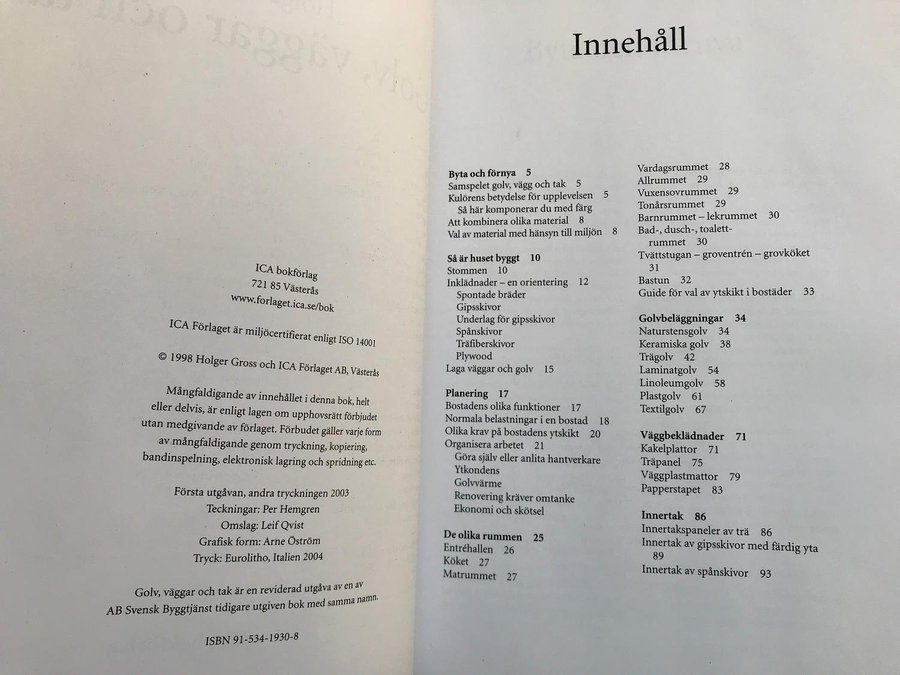 ICA bokförlag
721 85 Västerås
www.forlaget.ica.se/bok
ICA Förlaget är miljöcertifierat enligt ISO 14001
© 1998 Holger Gross och ICA Förlaget AB, Västerås
Mångfaldigande av innehållet i denna bok, helt
eller delvis, är enligt lagen om upphovsrätt förbjudet
utan medgivande av förlaget. Förbudet gäller varje form
av mångfaldigande genom tryckning, kopiering,
bandinspelning, elektronisk lagring och spridning etc.
Första utgåvan, andra tryckningen 2003
Teckningar: Per Hemgren
Omslag: Leif Qvist
Grafisk form: Arne Öström
Tryck: Eurolitho, Italien 2004
Golv, väggar och tak är en reviderad utgåva av en av
AB Svensk Byggtjänst tidigare utgiven bok med samma namn.
ISBN 91-534-1930-8
Innehåll
Byta och förnya 5
Samspelet golv, vägg och tak 5
Kulörens betydelse för upplevelsen 5
Så här komponerar du med färg
Att kombinera olika material 8
Val av material med hänsyn till miljön 8
Så är huset byggt 10
Stommen 10
Inklädnader – en orientering 12
Spontade bräder
Gipsskivor
Underlag för gipsskivor
Spånskivor
Träfiberskivor
Plywood
Laga väggar och golv 15
Planering 17
Bostadens olika funktioner 17
Normala belastningar i en bostad 18
Olika krav på bostadens ytskikt 20
Organisera arbetet 21
Göra själv eller anlita hantverkare
Ytkondens
Golvvärme
Renovering kräver omtanke
Ekonomi och skötsel
De olika rummen 25
Entréhallen 26
Köket 27
Matrummet 27
Vardagsrummet 28
Allrummet 29
Vuxensovrummet 29
Tonårsrummet 29
Barnrummet – lekrummet 30
Bad-, dusch-, toalett-
rummet 30
Tvättstugan – groventrén – grovköket
31
Bastun 32
Guide för val av ytskikt i bostäder 33
Golvbeläggningar 34
Naturstensgolv 34
Keramiska golv 38
Trägolv 42
Laminatgolv 54
Linoleumgolv 58
Plastgolv 61
Textilgolv 67
Väggbeklädnader 71
Kakelplattor 71
Träpanel 75
Väggplastmattor 79
Papperstapet 83
Innertak 86
Innertakspaneler av trä 86
Innertak av gipsskivor med färdig yta
89
Innertak av spånskivor 93